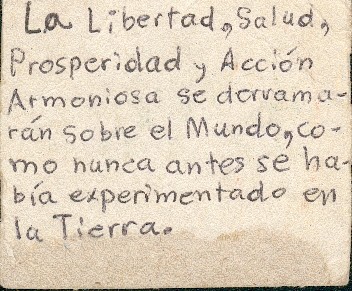 La Libertad, Salud,
Prosperidad y Acción
Armoniosa se derrama-
rán sobre el Mundo, co-
mo nunca antes se ha-
bía experimentado en
la Tierra.